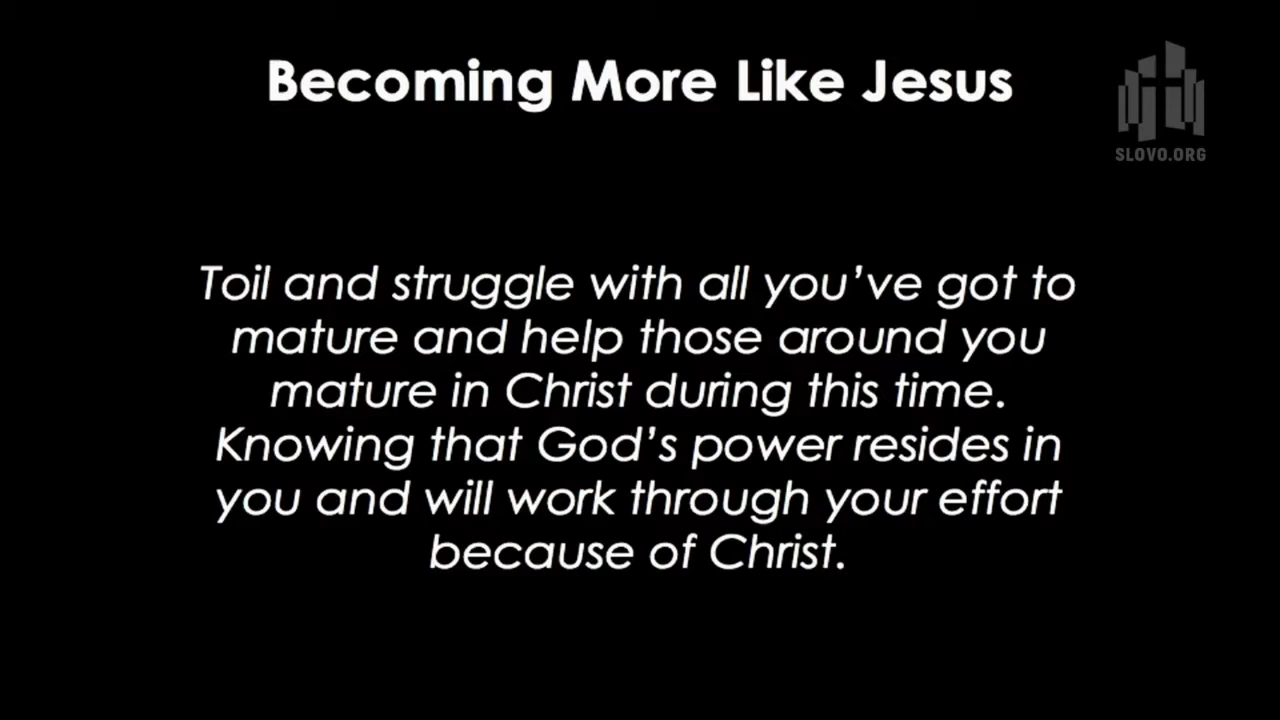 Becoming More Like Jesus
SLOVO.ORG
Toil and struggle with all you’ve got to
mature and help those around you
mature in Christ during this time.
Knowing that God’s power resides in
you and will work through your effort
because of Christ.